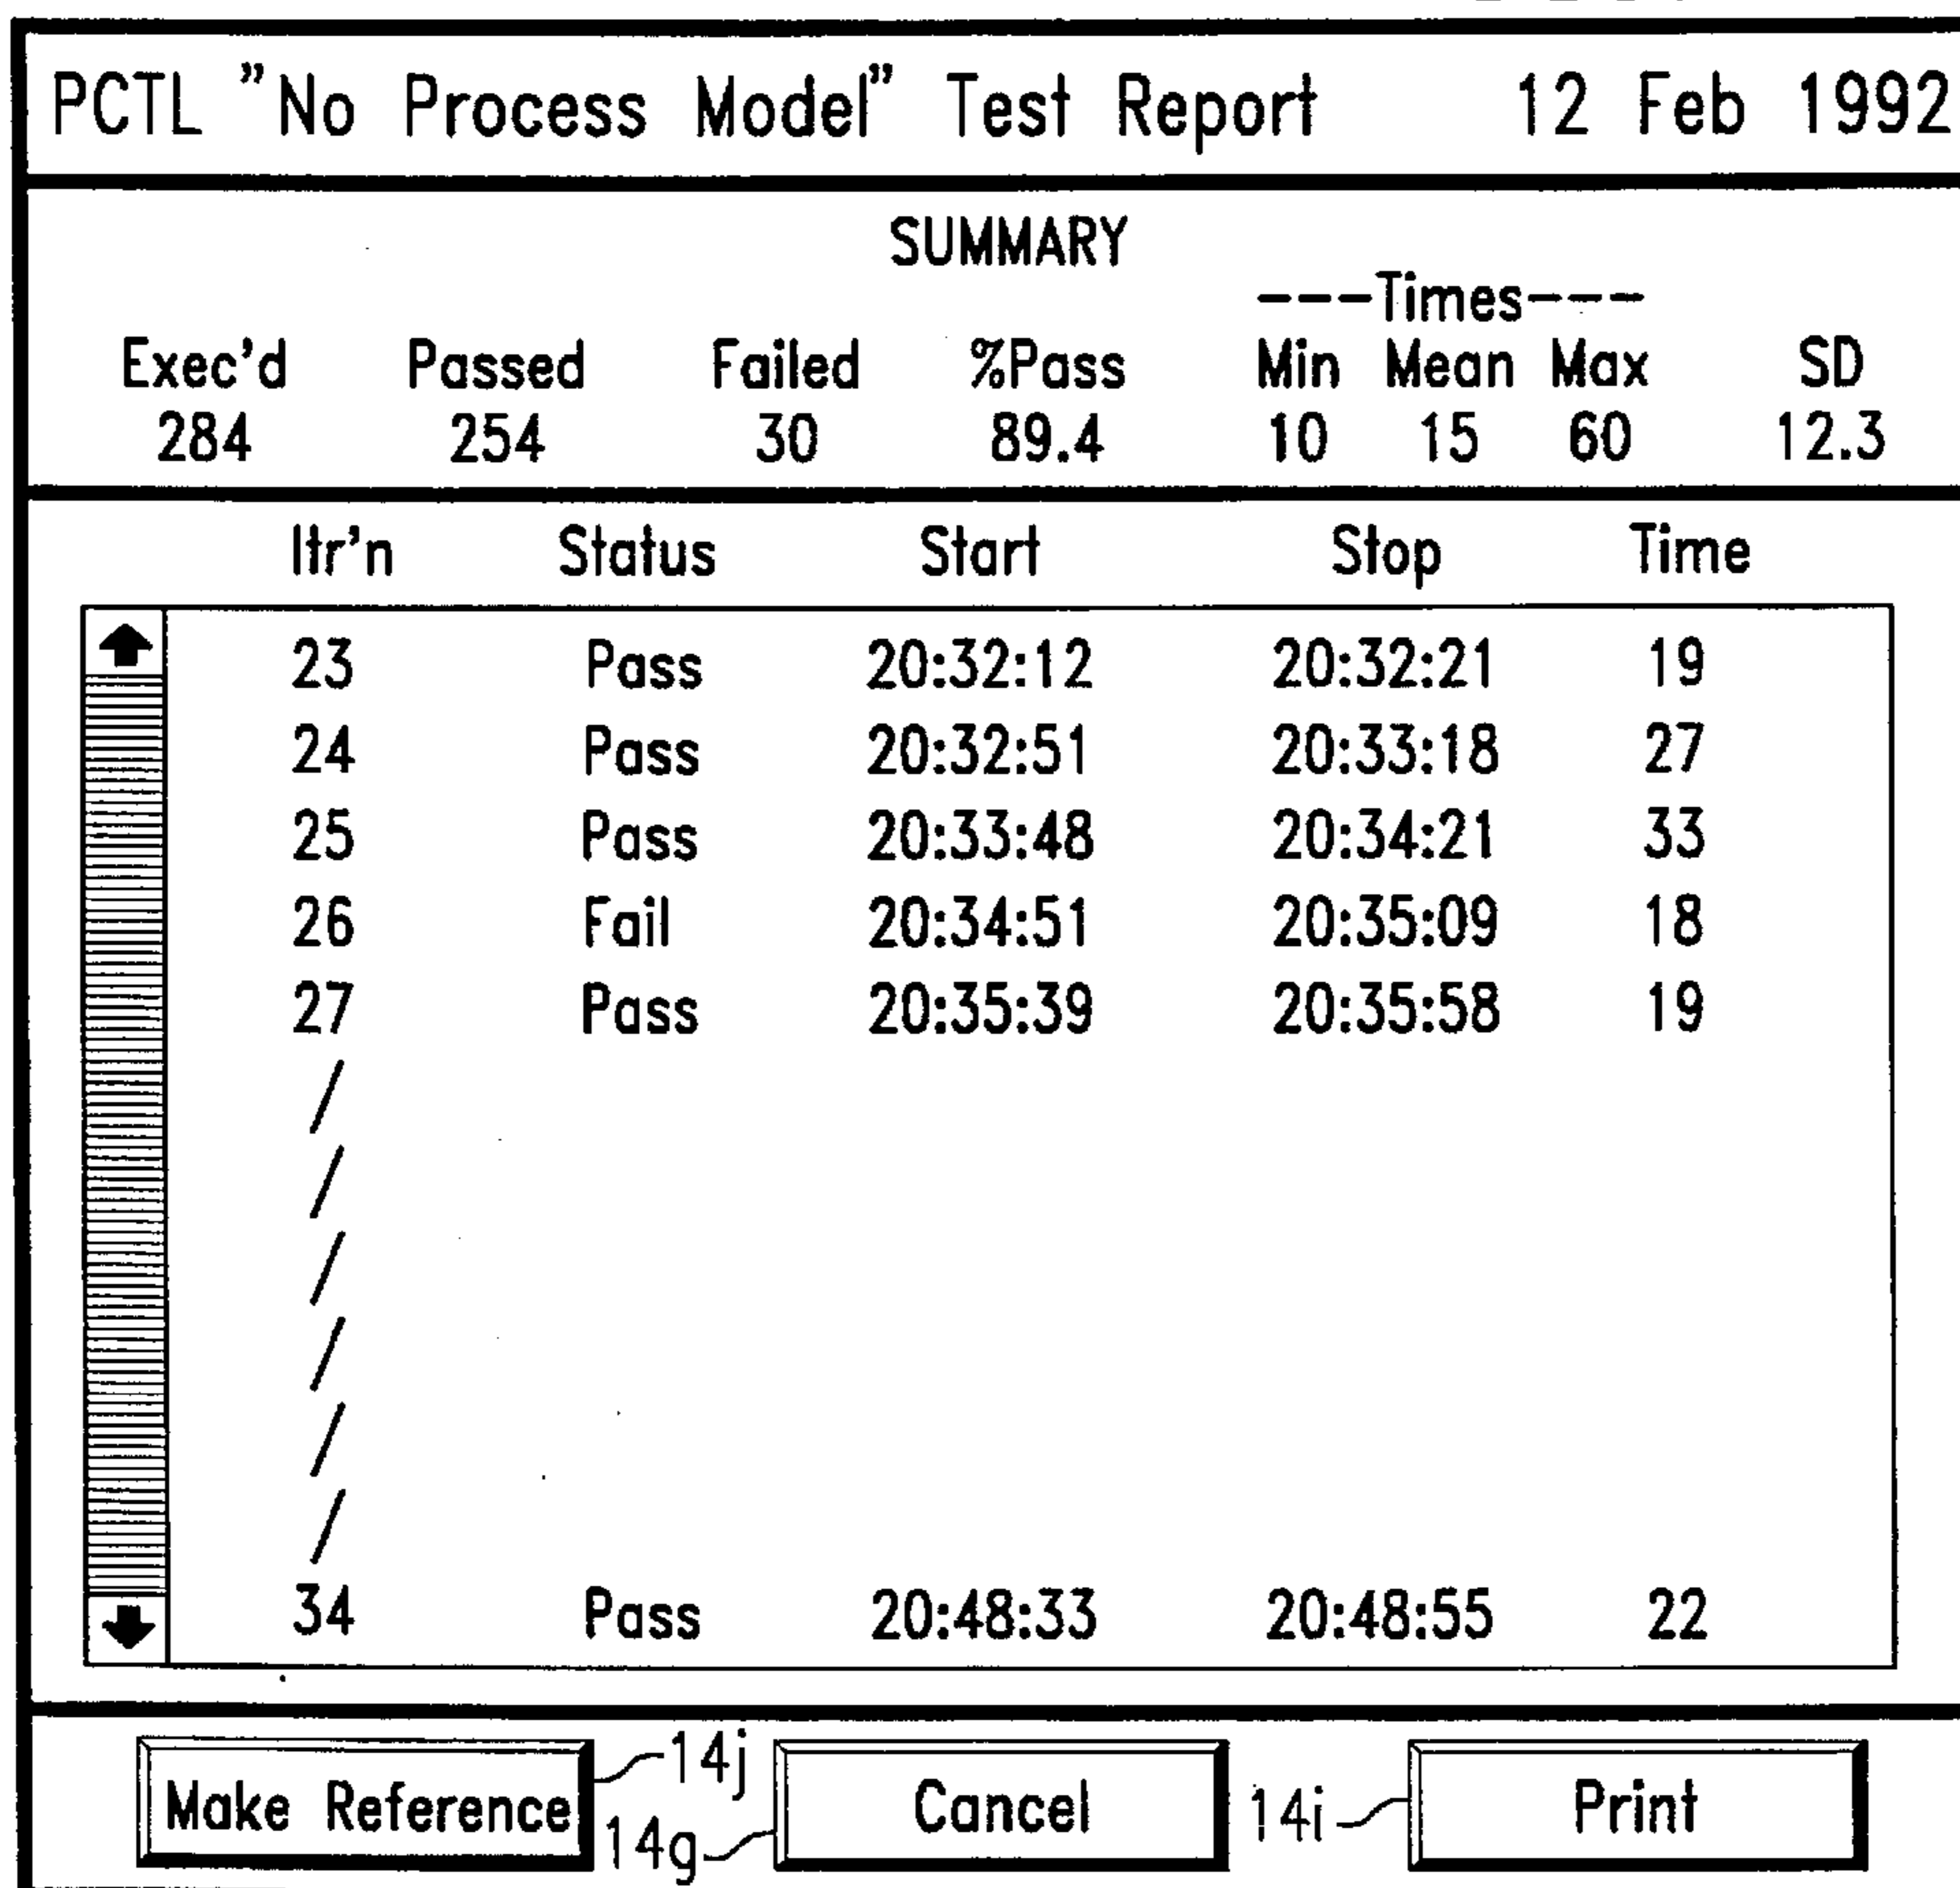 PCTL "No Process Model" Test Report 12 Feb 1992
SUMMARY
---Times---
Exec'd Passed Failed %Pass Min Mean Max SD
284 254 30 89.4 10 15 60 12.3
Itr'n Status Start Stop Time
23 Pass 20:32:12 20:32:21 19
24 Pass 20:32:51 20:33:18 27
25 Pass 20:33:48 20:34:21 33
26 Fail 20:34:51 20:35:09 18
27 Pass 20:35:39 20:35:58 19
/
/
/
/
/
/
34 Pass 20:48:33 20:48:55 22
Make Reference 14j 14g Cancel 14i Print